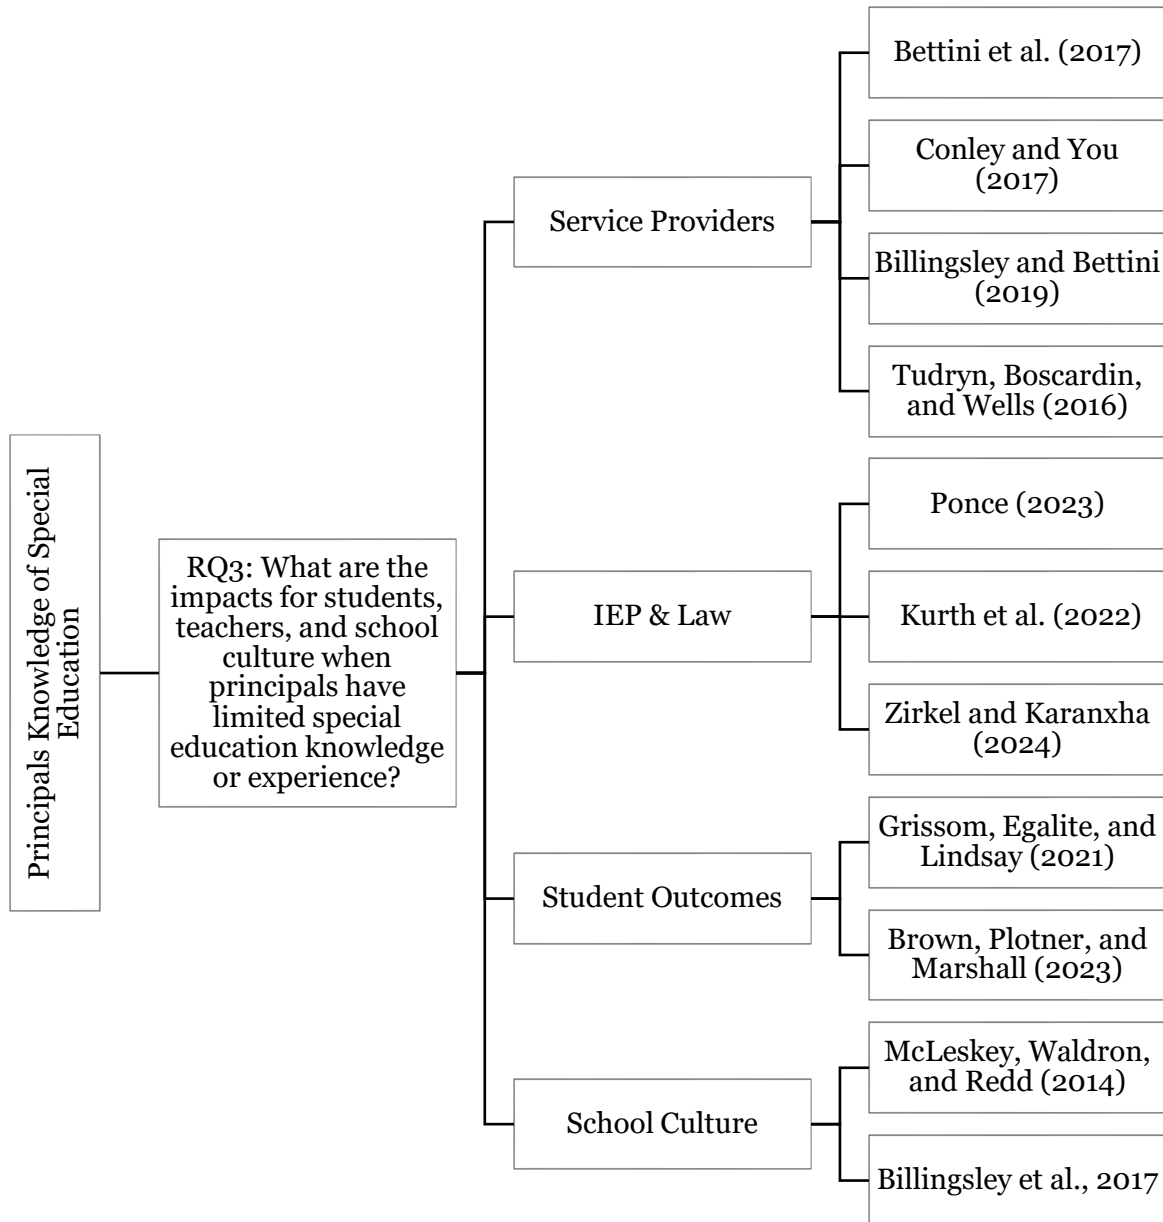 Principals Knowledge of Special
Education
RQ3: What are the
impacts for students,
teachers, and school
culture when
principals have
limited special
education knowledge
or experience?
Service Providers
Bettini et al. (2017)
Conley and You
(2017)
Billingsley and Bettini
(2019)
Tudryn, Boscardin,
and Wells (2016)
IEP & Law
Ponce (2023)
Kurth et al. (2022)
Zirkel and Karanxha
(2024)
Student Outcomes
Grissom, Egalite, and
Lindsay (2021)
Brown, Plotner, and
Marshall (2023)
School Culture
McLeskey, Waldron,
and Redd (2014)
Billingsley et al., 2017